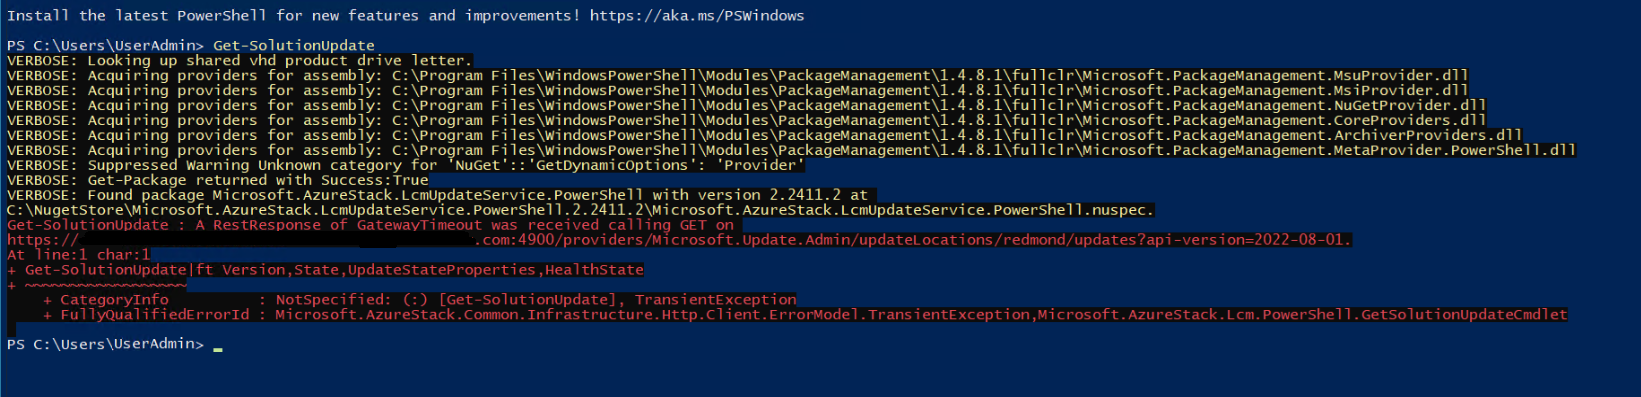 Install the latest PowerShell for new features and improvements! https://aka.ms/PSWindows
PS C:\Users\UserAdmin> Get-SolutionUpdate
VERBOSE: Looking up shared vhd product drive letter.
VERBOSE: Acquiring providers for assembly: C:\Program Files\WindowsPowerShell\Modules\PackageManagement\1.4.8.1\fullclr\Microsoft.PackageManagement.MsuProvider.dll
VERBOSE: Acquiring providers for assembly: C:\Program Files\WindowsPowerShell\Modules\PackageManagement\1.4.8.1\fullclr\Microsoft.PackageManagement.MsiProvider.dll
VERBOSE: Acquiring providers for assembly: C:\Program Files\WindowsPowerShell\Modules\PackageManagement\1.4.8.1\fullclr\Microsoft.PackageManagement.NuGetProvider.dll
VERBOSE: Acquiring providers for assembly: C:\Program Files\WindowsPowerShell\Modules\PackageManagement\1.4.8.1\fullclr\Microsoft.PackageManagement.CoreProviders.dll
VERBOSE: Acquiring providers for assembly: C:\Program Files\WindowsPowerShell\Modules\PackageManagement\1.4.8.1\fullclr\Microsoft.PackageManagement.ArchiverProviders.dll
VERBOSE: Acquiring providers for assembly: C:\Program Files\WindowsPowerShell\Modules\PackageManagement\1.4.8.1\fullclr\Microsoft.PackageManagement.MetaProvider.PowerShell.dll
VERBOSE: Suppressed Warning Unknown category for 'NuGet'::'GetDynamicOptions': 'Provider'
VERBOSE: Get-Package returned with Success:True
VERBOSE: Found package Microsoft.AzureStack.LcmUpdateService.PowerShell with version 2.2411.2 at
C:\NugetStore\Microsoft.AzureStack.LcmUpdateService.PowerShell.2.2411.2\Microsoft.AzureStack.LcmUpdateService.PowerShell.nuspec.
Get-SolutionUpdate : A RestResponse of GatewayTimeout was received calling GET on
https:// .com:4900/providers/Microsoft.Update.Admin/updateLocations/redmond/updates?api-version=2022-08-01.
At line:1 char:1
+ Get-SolutionUpdate|ft Version,State,UpdateStateProperties,HealthState
+ ~~~~~~~~~~~~~~~~~~
    + CategoryInfo          : NotSpecified: (:) [Get-SolutionUpdate], TransientException
    + FullyQualifiedErrorId : Microsoft.AzureStack.Common.Infrastructure.Http.Client.ErrorModel.TransientException,Microsoft.AzureStack.Lcm.PowerShell.GetSolutionUpdateCmdlet
PS C:\Users\UserAdmin> _